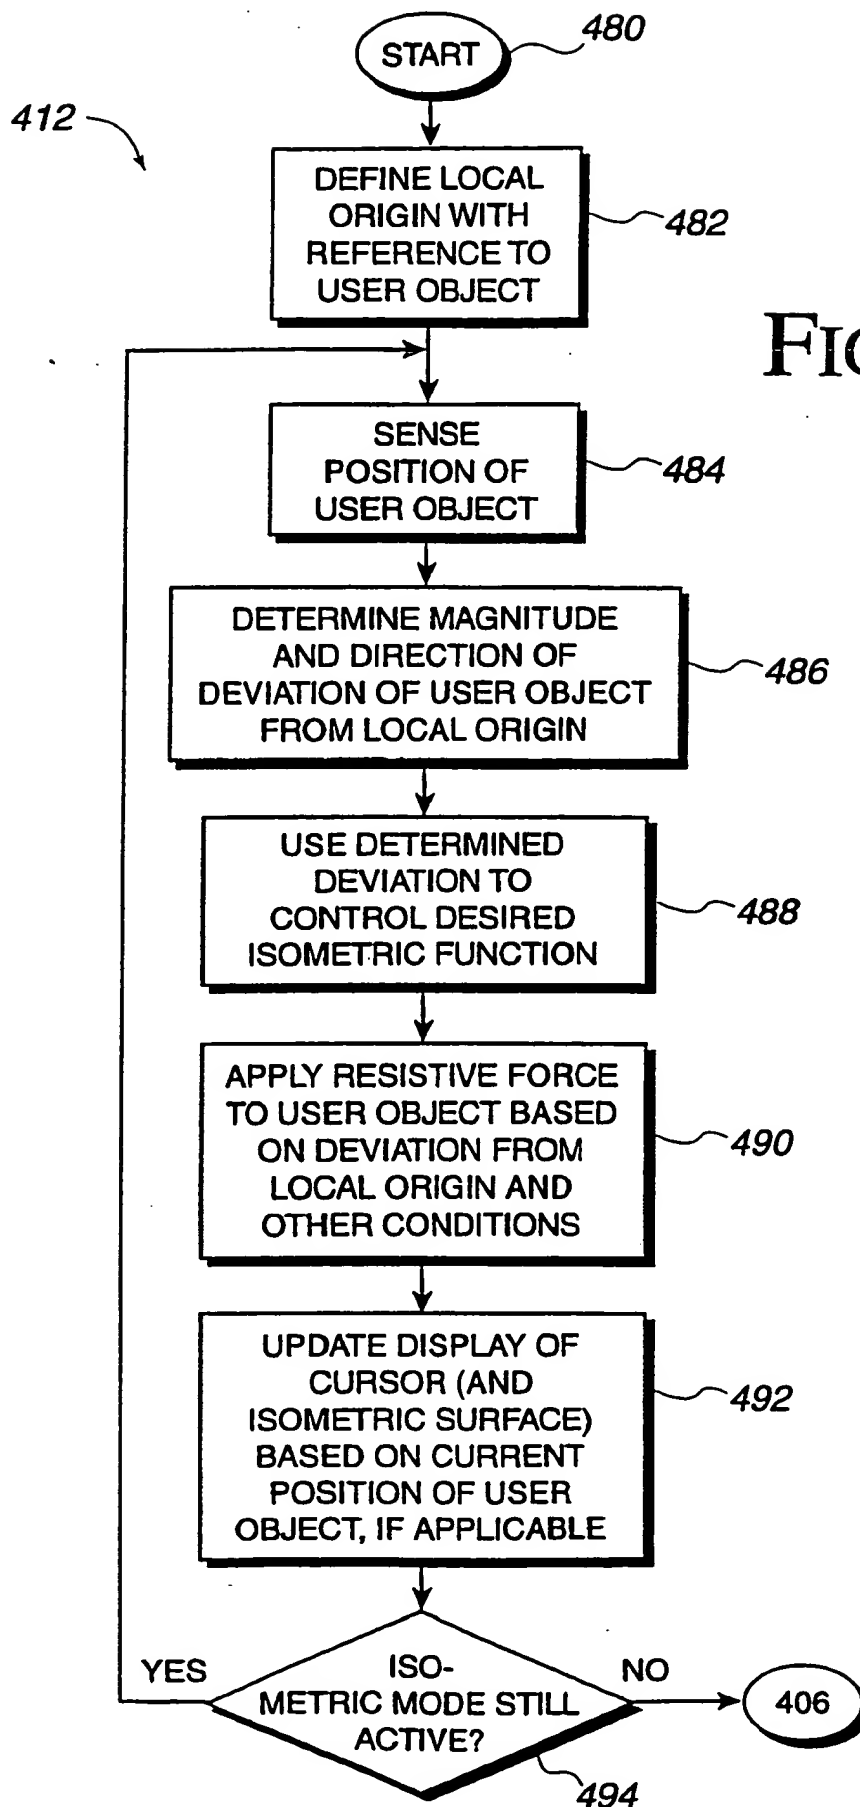 START
480
412
DEFINE LOCAL
ORIGIN WITH
REFERENCE TO
USER OBJECT
482
FIG
SENSE
POSITION OF
USER OBJECT
484
DETERMINE MAGNITUDE
AND DIRECTION OF
DEVIATION OF USER OBJECT
FROM LOCAL ORIGIN
486
USE DETERMINED
DEVIATION TO
CONTROL DESIRED
ISOMETRIC FUNCTION
488
APPLY RESISTIVE FORCE
TO USER OBJECT BASED
ON DEVIATION FROM
LOCAL ORIGIN AND
OTHER CONDITIONS
490
UPDATE DISPLAY OF
CURSOR (AND
ISOMETRIC SURFACE)
BASED ON CURRENT
POSITION OF USER
OBJECT, IF APPLICABLE
492
YES
ISO-
METRIC MODE STILL
ACTIVE?
NO
406
494